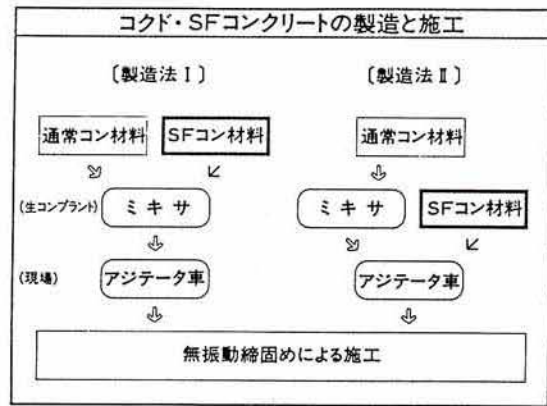 コクド・SFコンクリートの製造と施工
〔製造法Ⅰ〕 〔製造法Ⅱ〕
通常コン材料 SFコン材料 通常コン材料
(生コンプラント) ミキサ ミキサ SFコン材料
(現場) アジテータ車 アジテータ車
無振動締固めによる施工